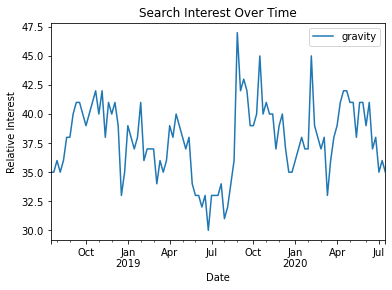 Search Interest Over Time
gravity
47.5
45.0
42.5
40.0
37.5
35.0
32.5
30.0
Relative Interest
Oct Jan Apr Jul Oct Jan Apr Jul
2019 2020
Date